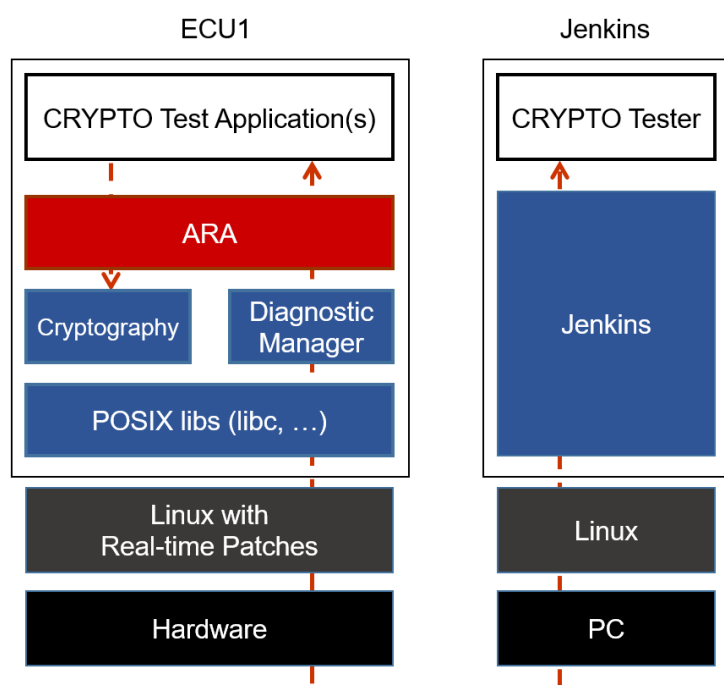 ECU1
CRYPTO Test Application(s)
ARA
Cryptography
Diagnostic
Manager
POSIX libs (libc, …)
Linux with
Real-time Patches
Hardware
Jenkins
CRYPTO Tester
Jenkins
Linux
PC